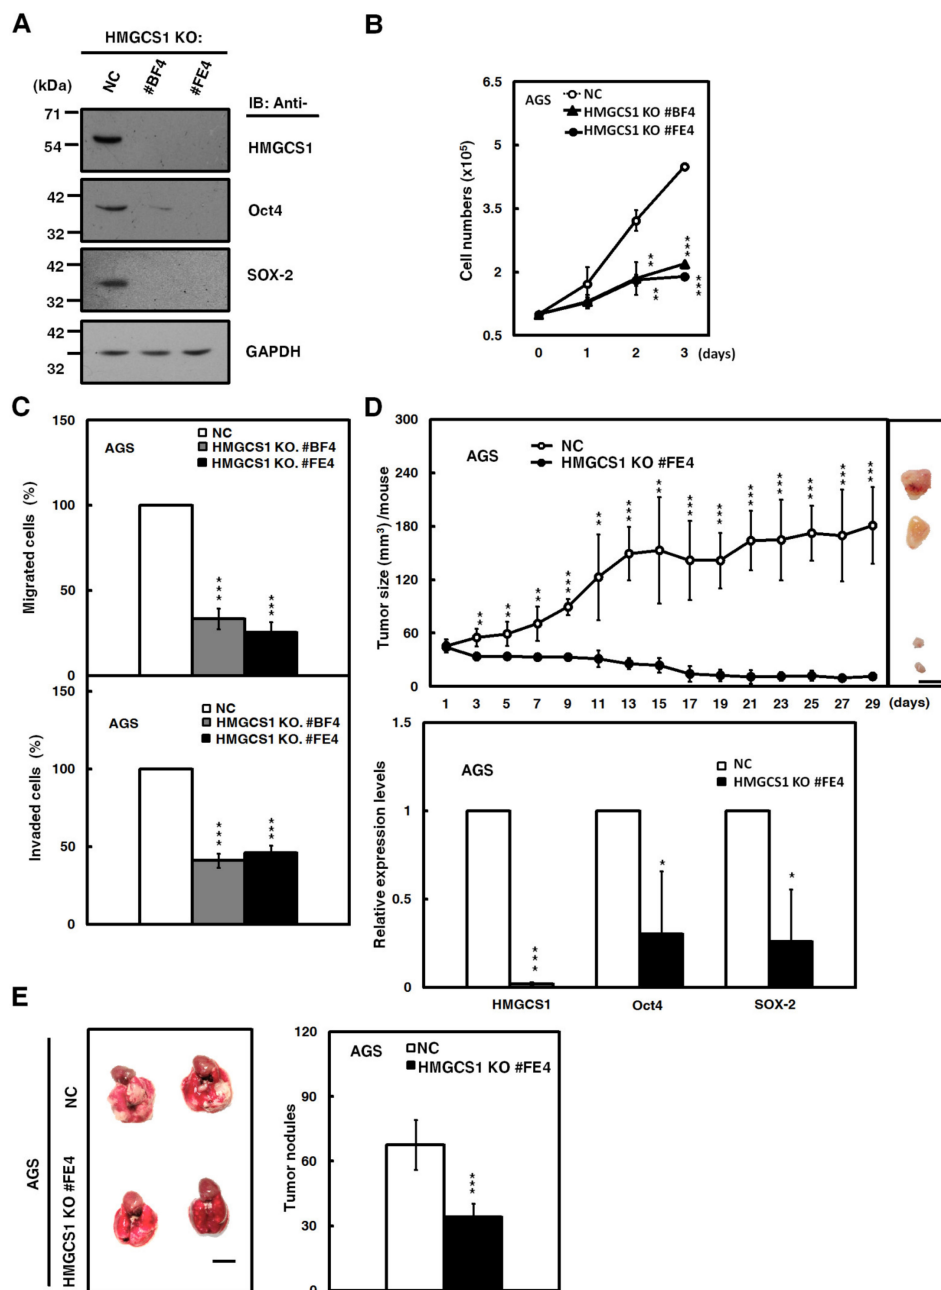 A
HMGCS1 KO:
NC
#BF4
#FE4
(kDa)
IB: Anti-
71
54
HMGCS1
42
32
Oct4
42
32
SOX-2
42
32
GAPDH
B
AGS
NC
HMGCS1 KO #BF4
HMGCS1 KO #FE4
Cell numbers (x10⁵)
6.5
5
3.5
2
0.5
***
**
**
***
0 1 2 3 (days)
C
Migrated cells (%)
150
100
50
0
AGS
NC
HMGCS1 KO. #BF4
HMGCS1 KO. #FE4
***
***
Invaded cells (%)
150
100
50
0
AGS
NC
HMGCS1 KO. #BF4
HMGCS1 KO. #FE4
***
***
D
Tumor size (mm³) /mouse
300
240
180
120
60
0
AGS
NC
HMGCS1 KO #FE4
** ** ** *** ** *** ** *** *** *** *** *** *** ***
1 3 5 7 9 11 13 15 17 19 21 23 25 27 29 (days)
Relative expression levels
1.5
1
0.5
0
AGS
NC
HMGCS1 KO #FE4
***
*
*
HMGCS1 Oct4 SOX-2
E
AGS
NC
HMGCS1 KO #FE4
Tumor nodules
120
90
60
30
0
AGS
NC
HMGCS1 KO #FE4
***